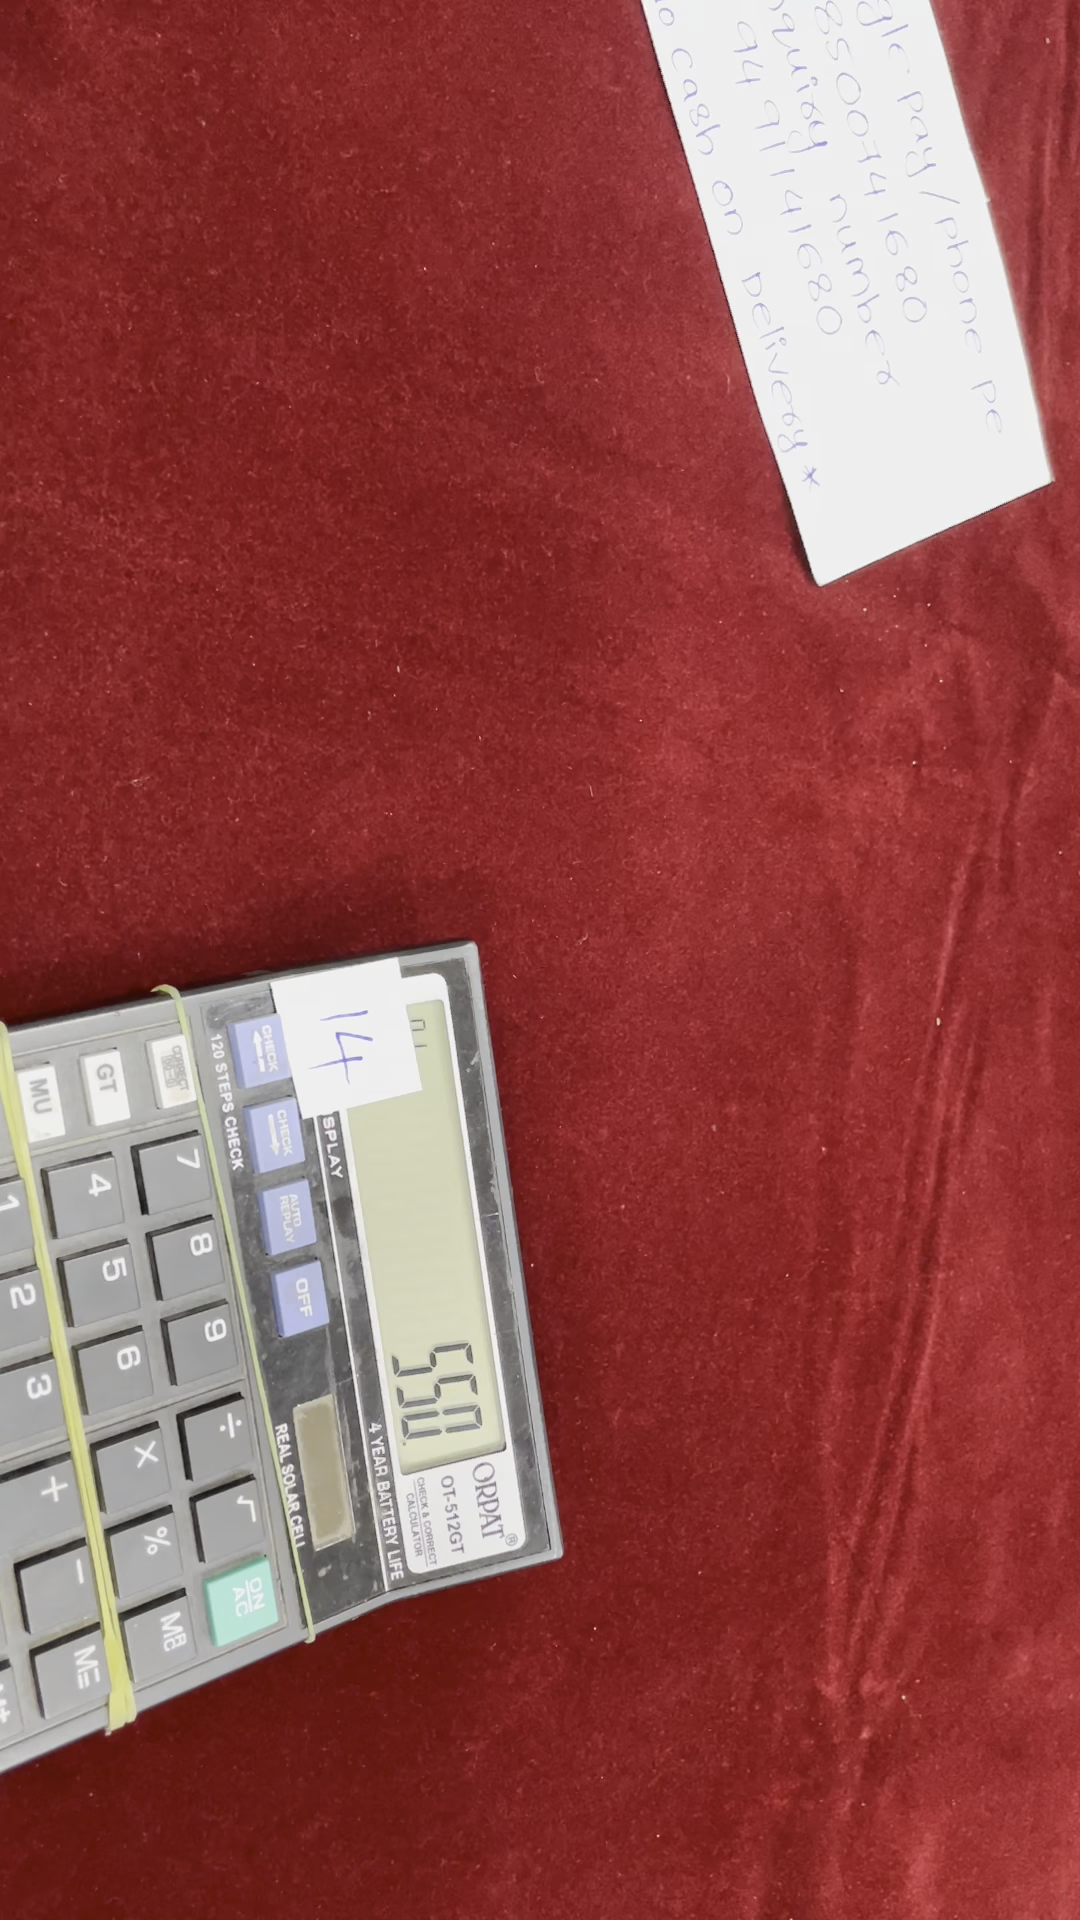 gle pay/phone pe
8500741680
nquiry number
9491141680
no cash on Delivery *
14
550.
ORPAT®
OT-512GT
CHECK & CORRECT
CALCULATOR
4 YEAR BATTERY LIFE
SPLAY
REAL SOLAR CELL
120 STEPS CHECK
CHECK
CHECK
AUTO
REPLAY
OFF
CORRECT
7 8 9 ÷ √ ON
AC
GT 4 5 6 × % MR
C
MU 1 2 3 + - M=